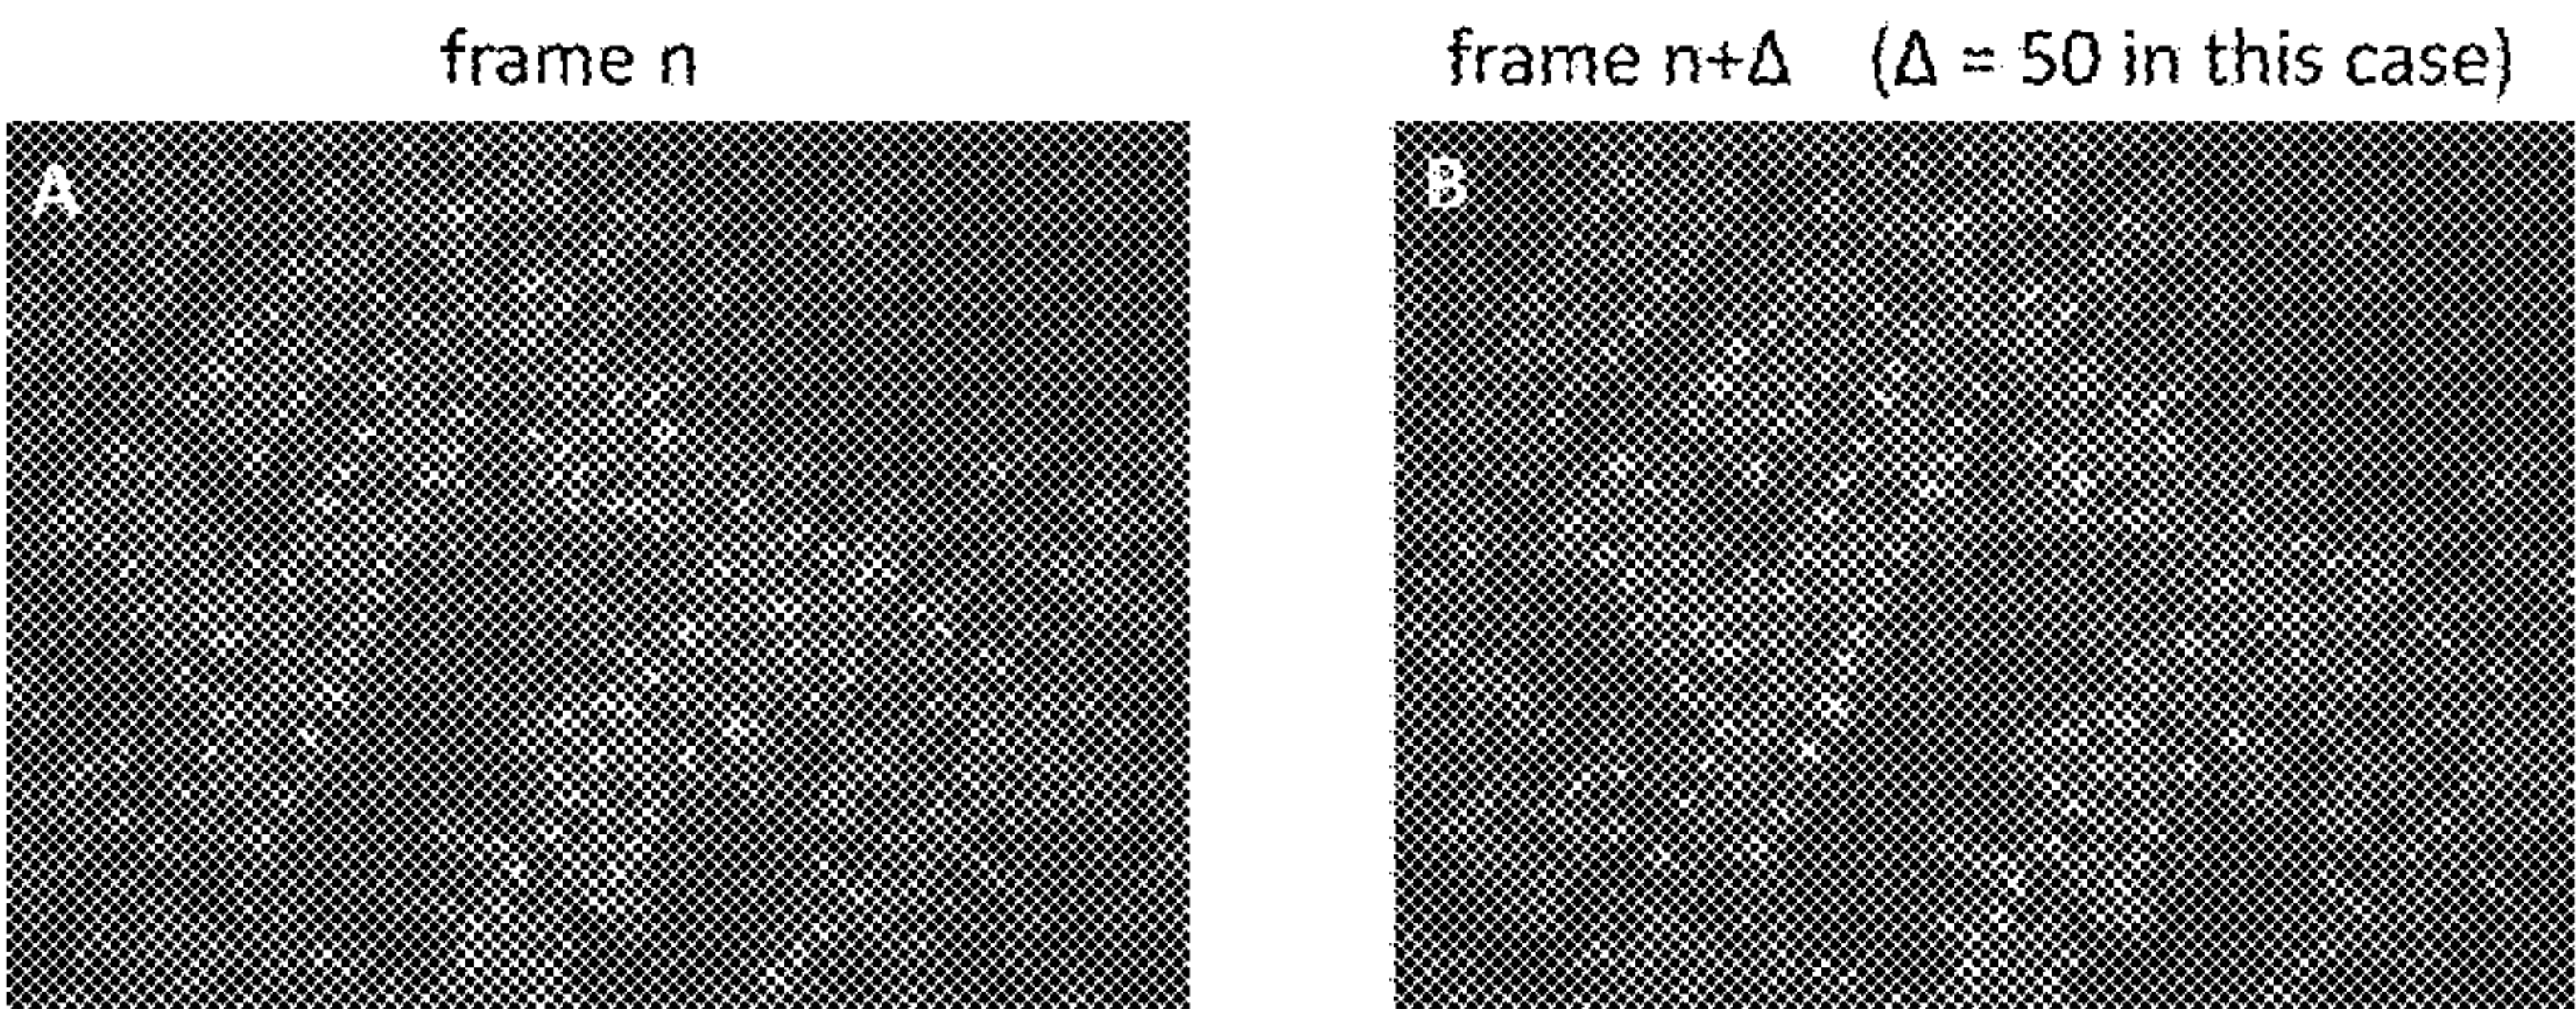 frame n
frame n+Δ (Δ = 50 in this case)
A
B